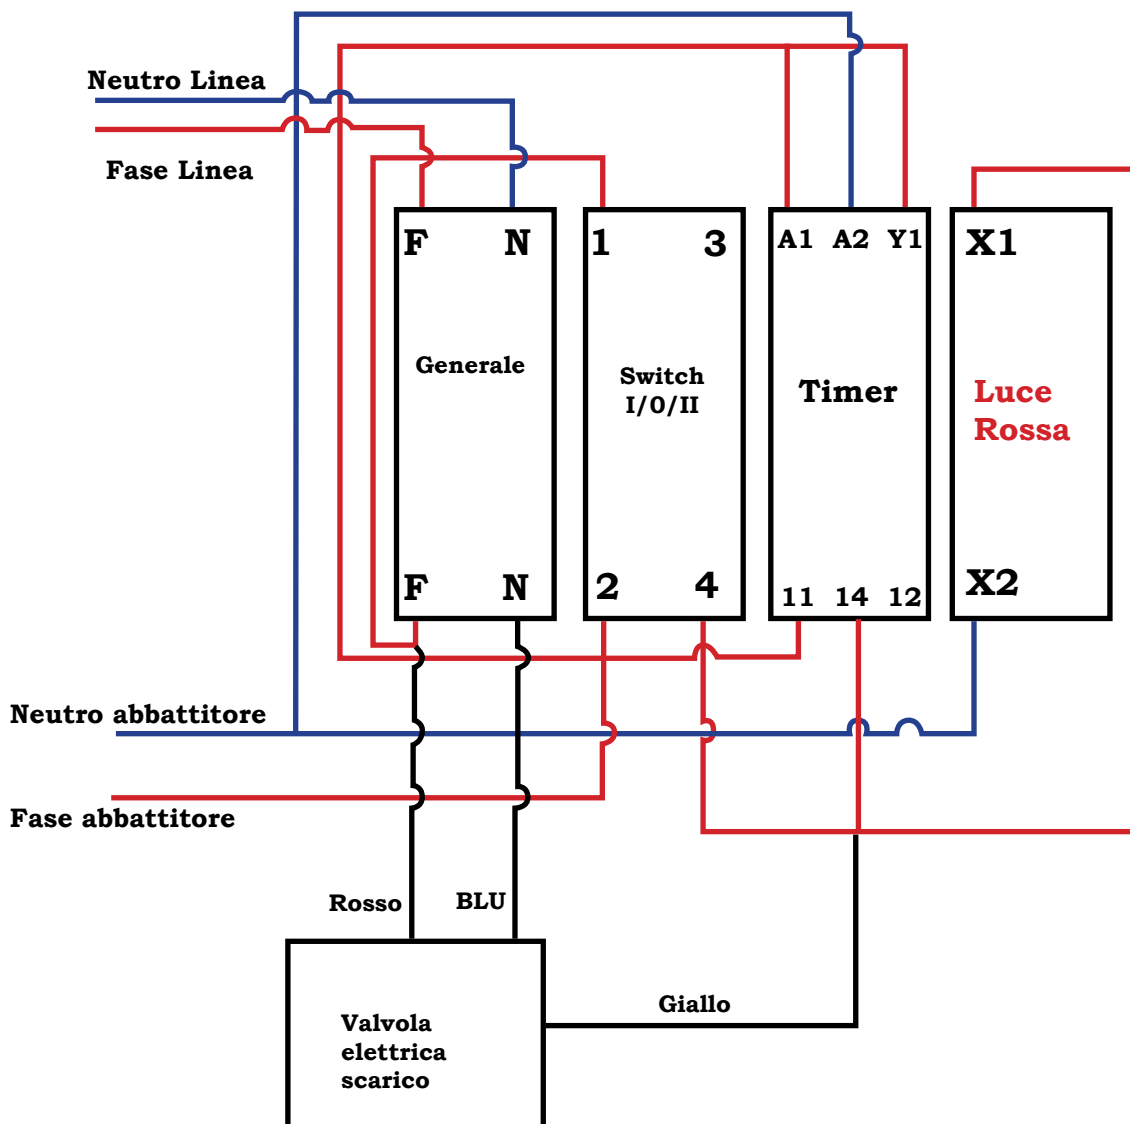 Neutro Linea
Fase Linea
F N
1 3
A1 A2 Y1
X1
Generale
Switch
I/0/II
Timer
Luce
Rossa
F N
2 4
11 14 12
X2
Neutro abbattitore
Fase abbattitore
Rosso
BLU
Giallo
Valvola
elettrica
scarico